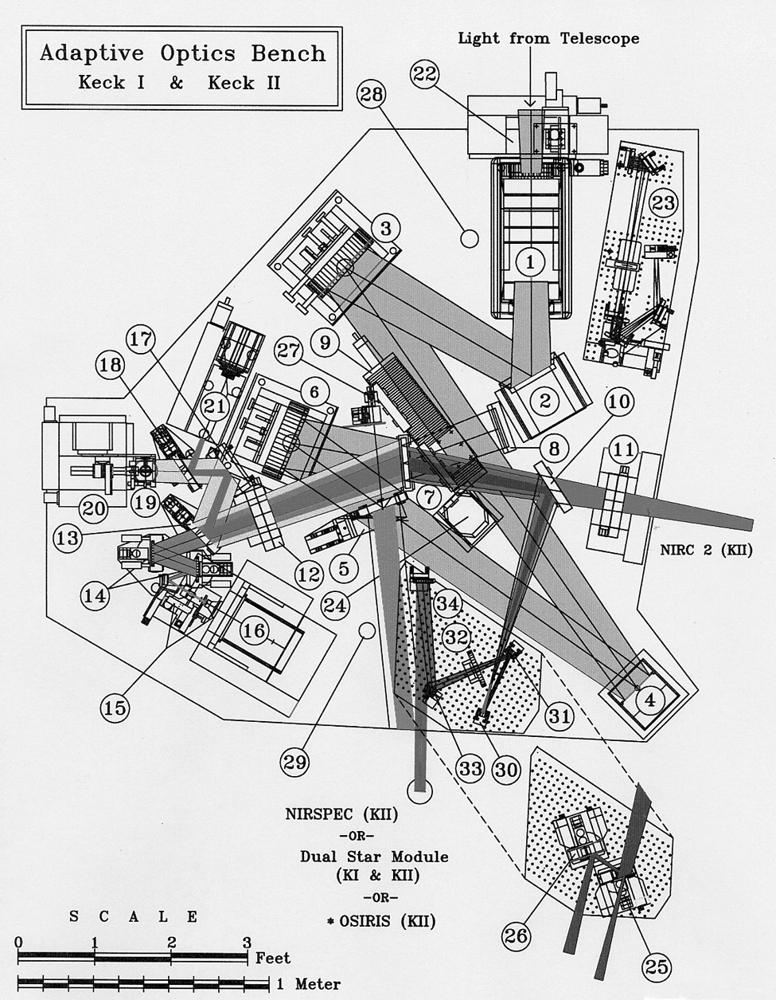 Adaptive Optics Bench
Keck I & Keck II
Light from Telescope
22
28
23
3
1
17
27
9
18
6
2
10
21
8
11
19
20
7
13
NIRC 2 (KII)
12
5
14
24
34
16
32
4
15
31
29
33
30
NIRSPEC (KII)
-OR-
Dual Star Module
(KI & KII)
-OR-
* OSIRIS (KII)
26
25
S C A L E
0 1 2 3
Feet
1 Meter